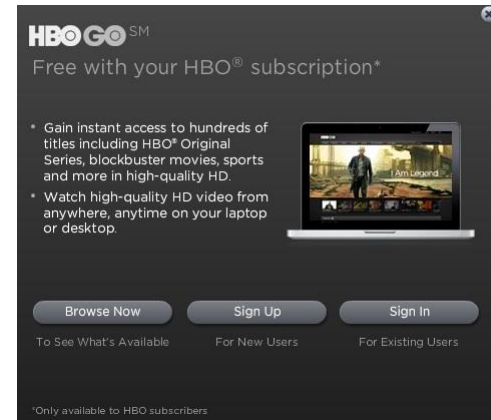 HBO GO SM
Free with your HBO® subscription*
* Gain instant access to hundreds of
titles including HBO® Original
Series, blockbuster movies, sports
and more in high-quality HD.
* Watch high-quality HD video from
anywhere, anytime on your laptop
or desktop.
I Am Legend
Browse Now Sign Up Sign In
To See What's Available For New Users For Existing Users
*Only available to HBO subscribers